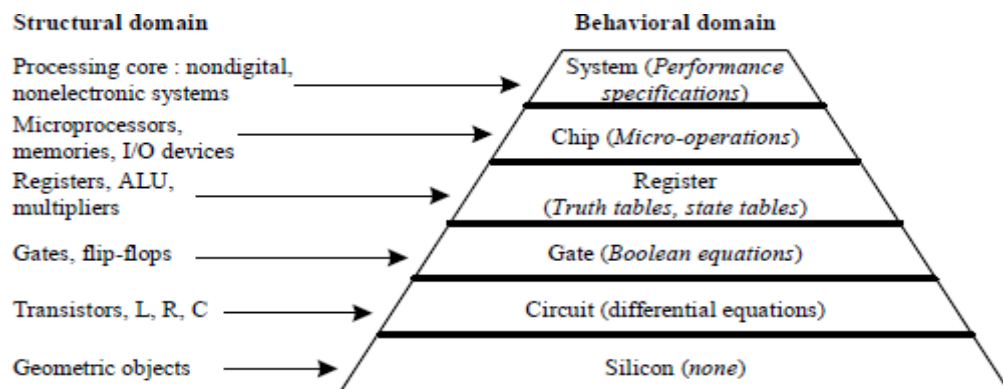 Structural domain
Behavioral domain
Processing core : nondigital,
nonelectronic systems
System (Performance
specifications)
Microprocessors,
memories, I/O devices
Chip (Micro-operations)
Registers, ALU,
multipliers
Register
(Truth tables, state tables)
Gates, flip-flops
Gate (Boolean equations)
Transistors, L, R, C
Circuit (differential equations)
Geometric objects
Silicon (none)